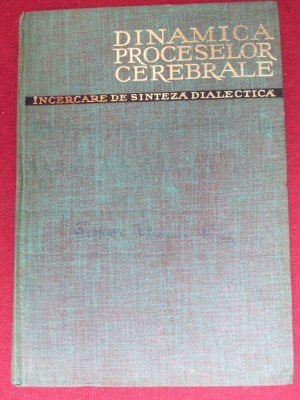 DINAMICA
PROCESELOR
CEREBRALE
ÎNCERCARE DE SINTEZĂ DIALECTICĂ